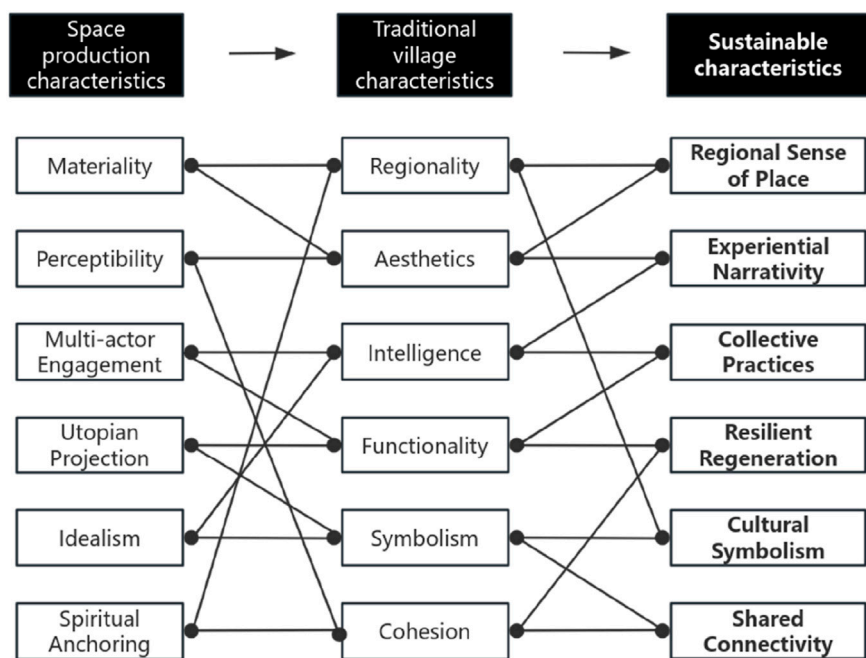 Space
production
characteristics
Traditional
village
characteristics
Sustainable
characteristics
Materiality
Regionality
Regional Sense
of Place
Perceptibility
Aesthetics
Experiential
Narrativity
Multi-actor
Engagement
Intelligence
Collective
Practices
Utopian
Projection
Functionality
Resilient
Regeneration
Idealism
Symbolism
Cultural
Symbolism
Spiritual
Anchoring
Cohesion
Shared
Connectivity